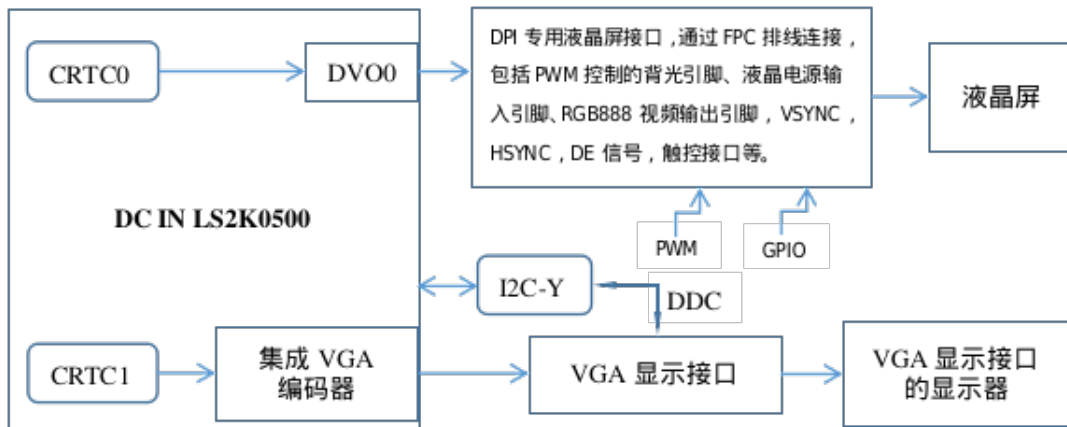 CRTC0
DVO0
DPI 专用液晶屏接口,通过 FPC 排线连接,
包括 PWM 控制的背光引脚、液晶电源输
入引脚、RGB888 视频输出引脚,VSYNC,
HSYNC,DE 信号,触控接口等。
液晶屏
DC IN LS2K0500
PWM
GPIO
I2C-Y
DDC
CRTC1
集成 VGA
编码器
VGA 显示接口
VGA 显示接口
的显示器